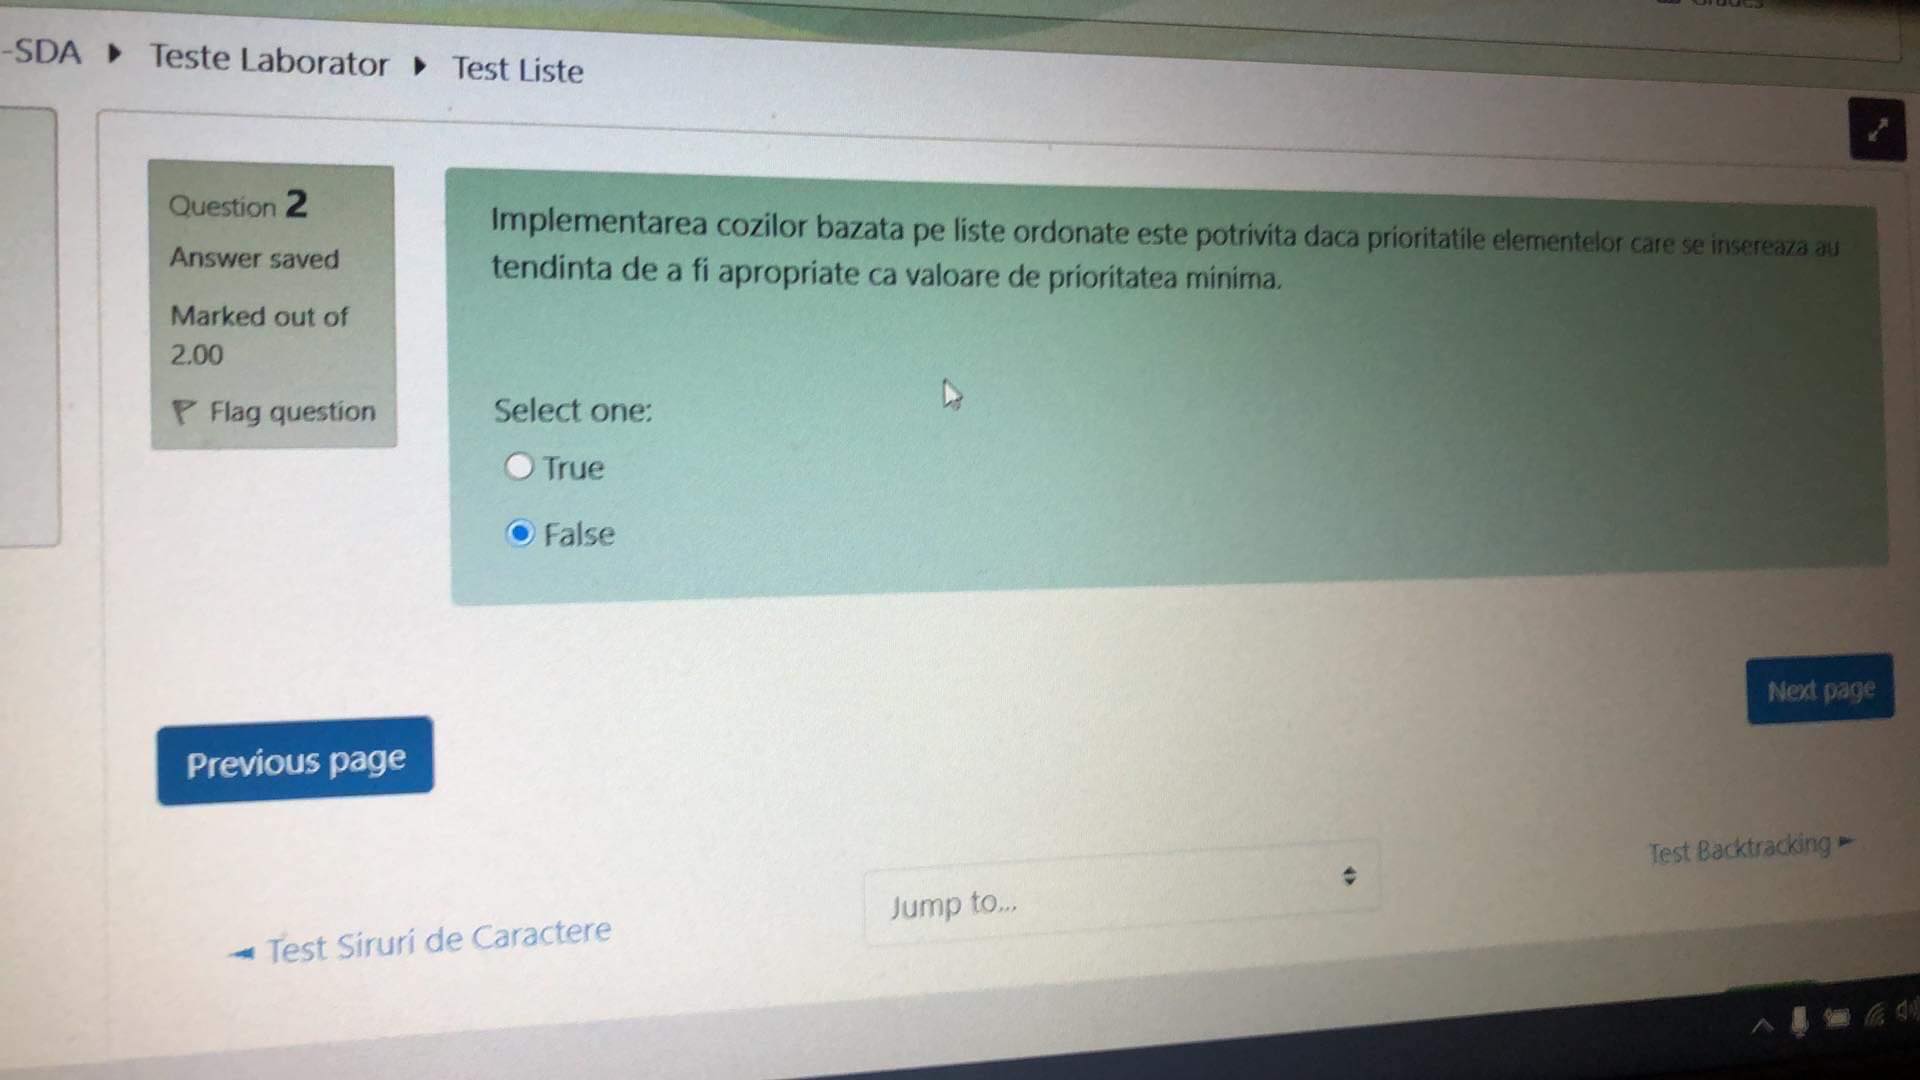 -SDA ▶ Teste Laborator ▶ Test Liste
Question 2
Answer saved
Marked out of
2.00
Flag question
Implementarea cozilor bazata pe liste ordonate este potrivita daca prioritatile elementelor care se insereaza au
tendinta de a fi apropriate ca valoare de prioritatea minima.
Select one:
True
False
Next page
Previous page
Test Backtracking ►
Jump to...
◄ Test Siruri de Caractere